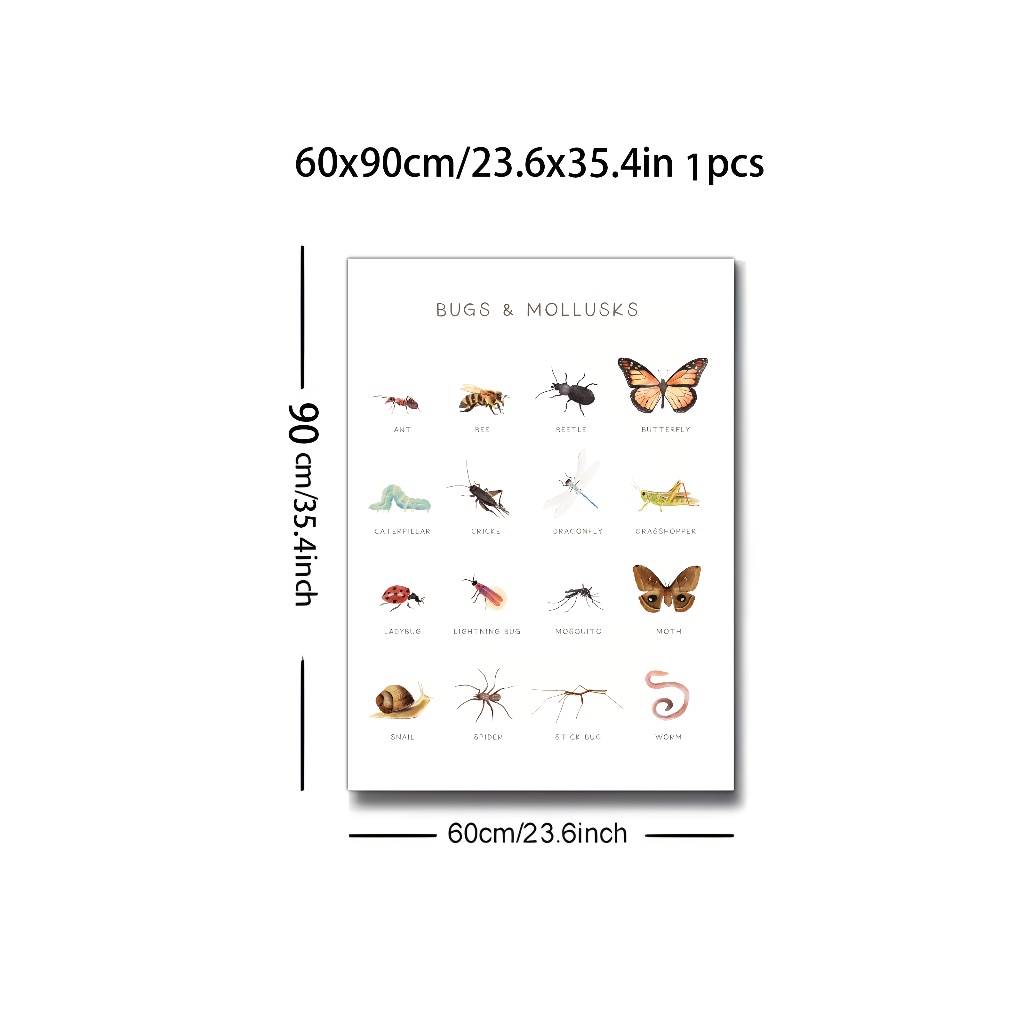 60x90cm/23.6x35.4in 1pcs
90 cm/35.4inch
BUGS & MOLLUSKS
ANT BEE BEETLE BUTTERFLY
CATERPILLAR CRICKE DRAGONFLY GRASSHOPPER
LADYBUG LIGHTNING BUG MOSQUITO MOTH
SNAIL SPIDER STICK BUG WORM
60cm/23.6inch